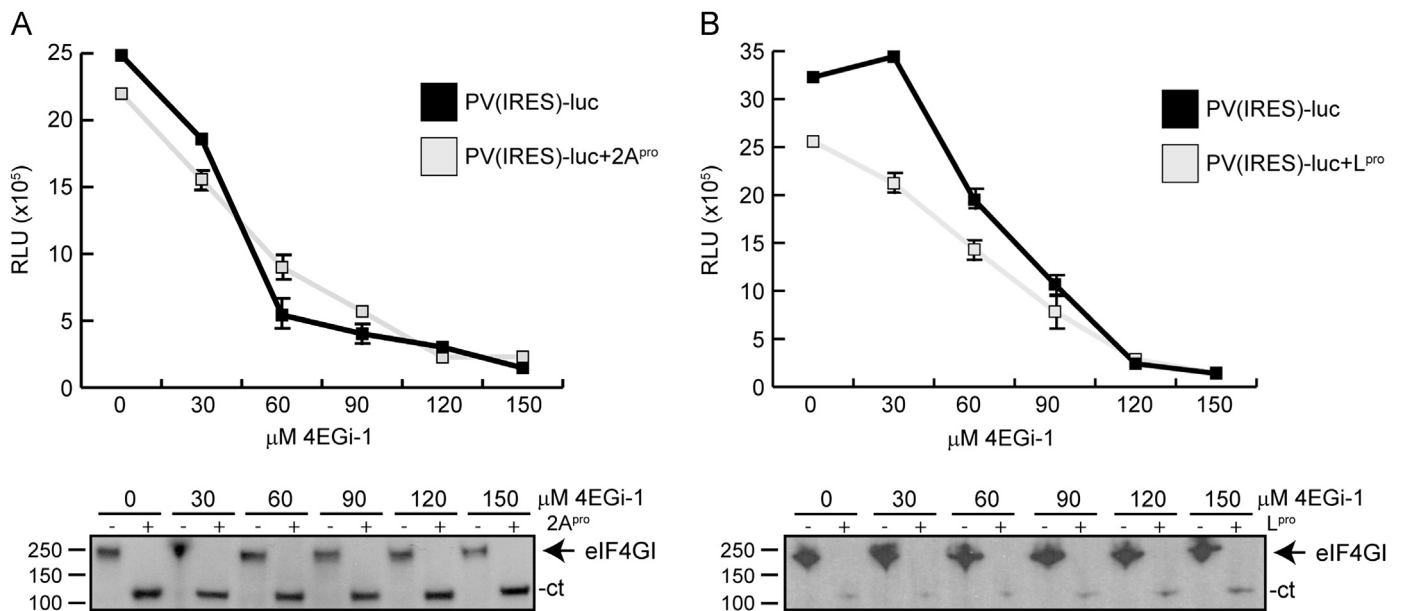 A
25
20
15
10
5
0
RLU (x10⁵)
PV(IRES)-luc
PV(IRES)-luc+2Aᵖʳᵒ
0 30 60 90 120 150
μM 4EGi-1
0 30 60 90 120 150 μM 4EGi-1
- + - + - + - + - + - + 2Aᵖʳᵒ
250
150
100
eIF4GI
-ct
B
35
30
25
20
15
10
5
0
RLU (x10⁵)
PV(IRES)-luc
PV(IRES)-luc+Lᵖʳᵒ
0 30 60 90 120 150
μM 4EGi-1
0 30 60 90 120 150 μM 4EGi-1
- + - + - + - + - + - + Lᵖʳᵒ
250
150
100
eIF4GI
-ct